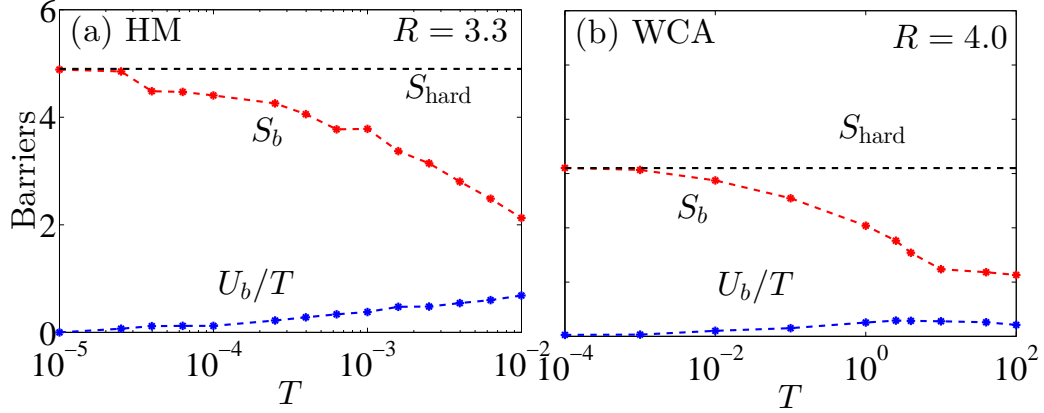 (a) HM R = 3.3
Barriers
6
4
2
0
S_hard
S_b
U_b/T
10^{-5} 10^{-4} 10^{-3} 10^{-2}
T
(b) WCA R = 4.0
S_hard
S_b
U_b/T
10^{-4} 10^{-2} 10^{0} 10^{2}
T